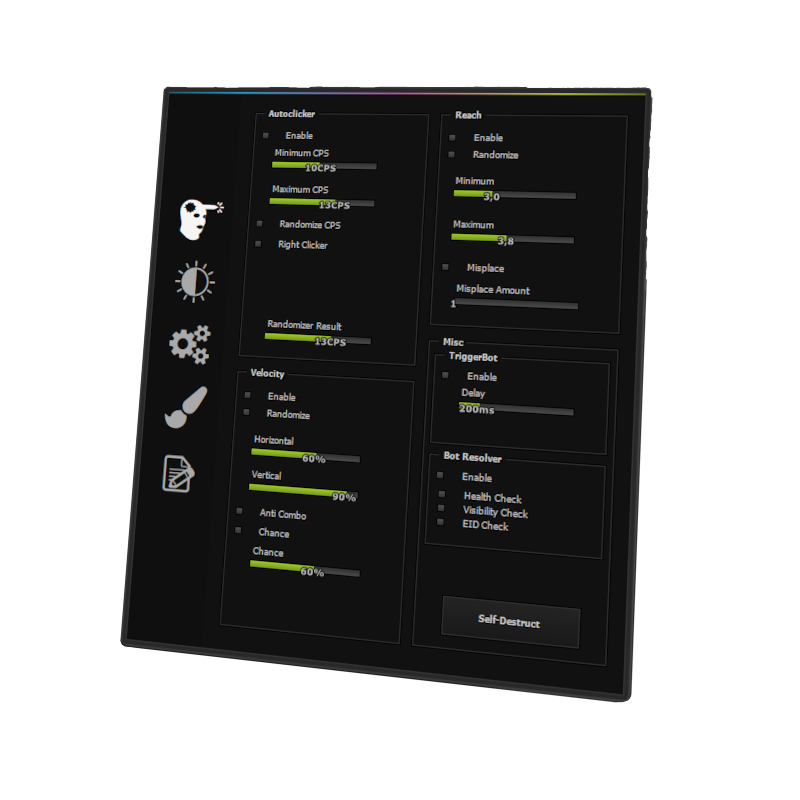 Autoclicker
Enable
Minimum CPS
10CPS
Maximum CPS
13CPS
Randomize CPS
Right Clicker
Randomizer Result
13CPS
Velocity
Enable
Randomize
Horizontal
60%
Vertical
90%
Anti Combo
Chance
Chance
60%
Reach
Enable
Randomize
Minimum
3,0
Maximum
3,8
Misplace
Misplace Amount
1
Misc
TriggerBot
Enable
Delay
200ms
Bot Resolver
Enable
Health Check
Visibility Check
EID Check
Self-Destruct